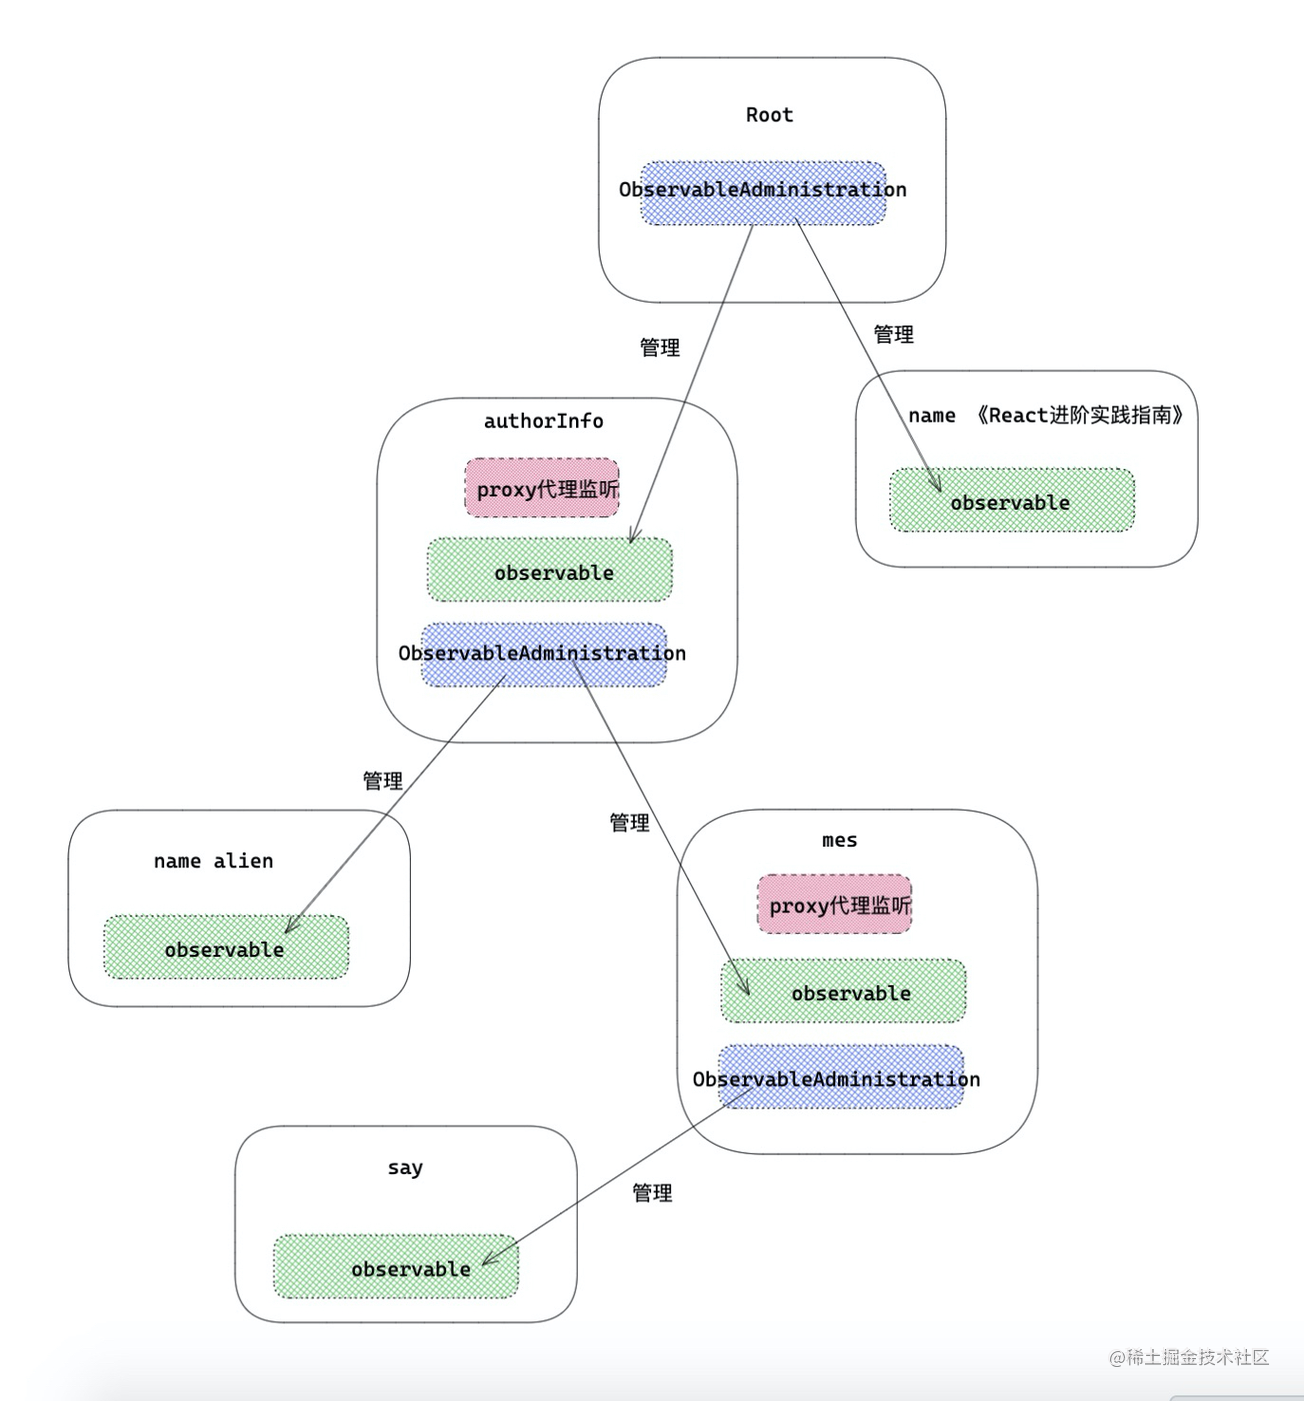 Root
ObservableAdministration
管理
管理
name 《React进阶实践指南》
observable
authorInfo
proxy代理监听
observable
ObservableAdministration
管理
管理
name alien
observable
mes
proxy代理监听
observable
ObservableAdministration
管理
say
observable
@稀土掘金技术社区